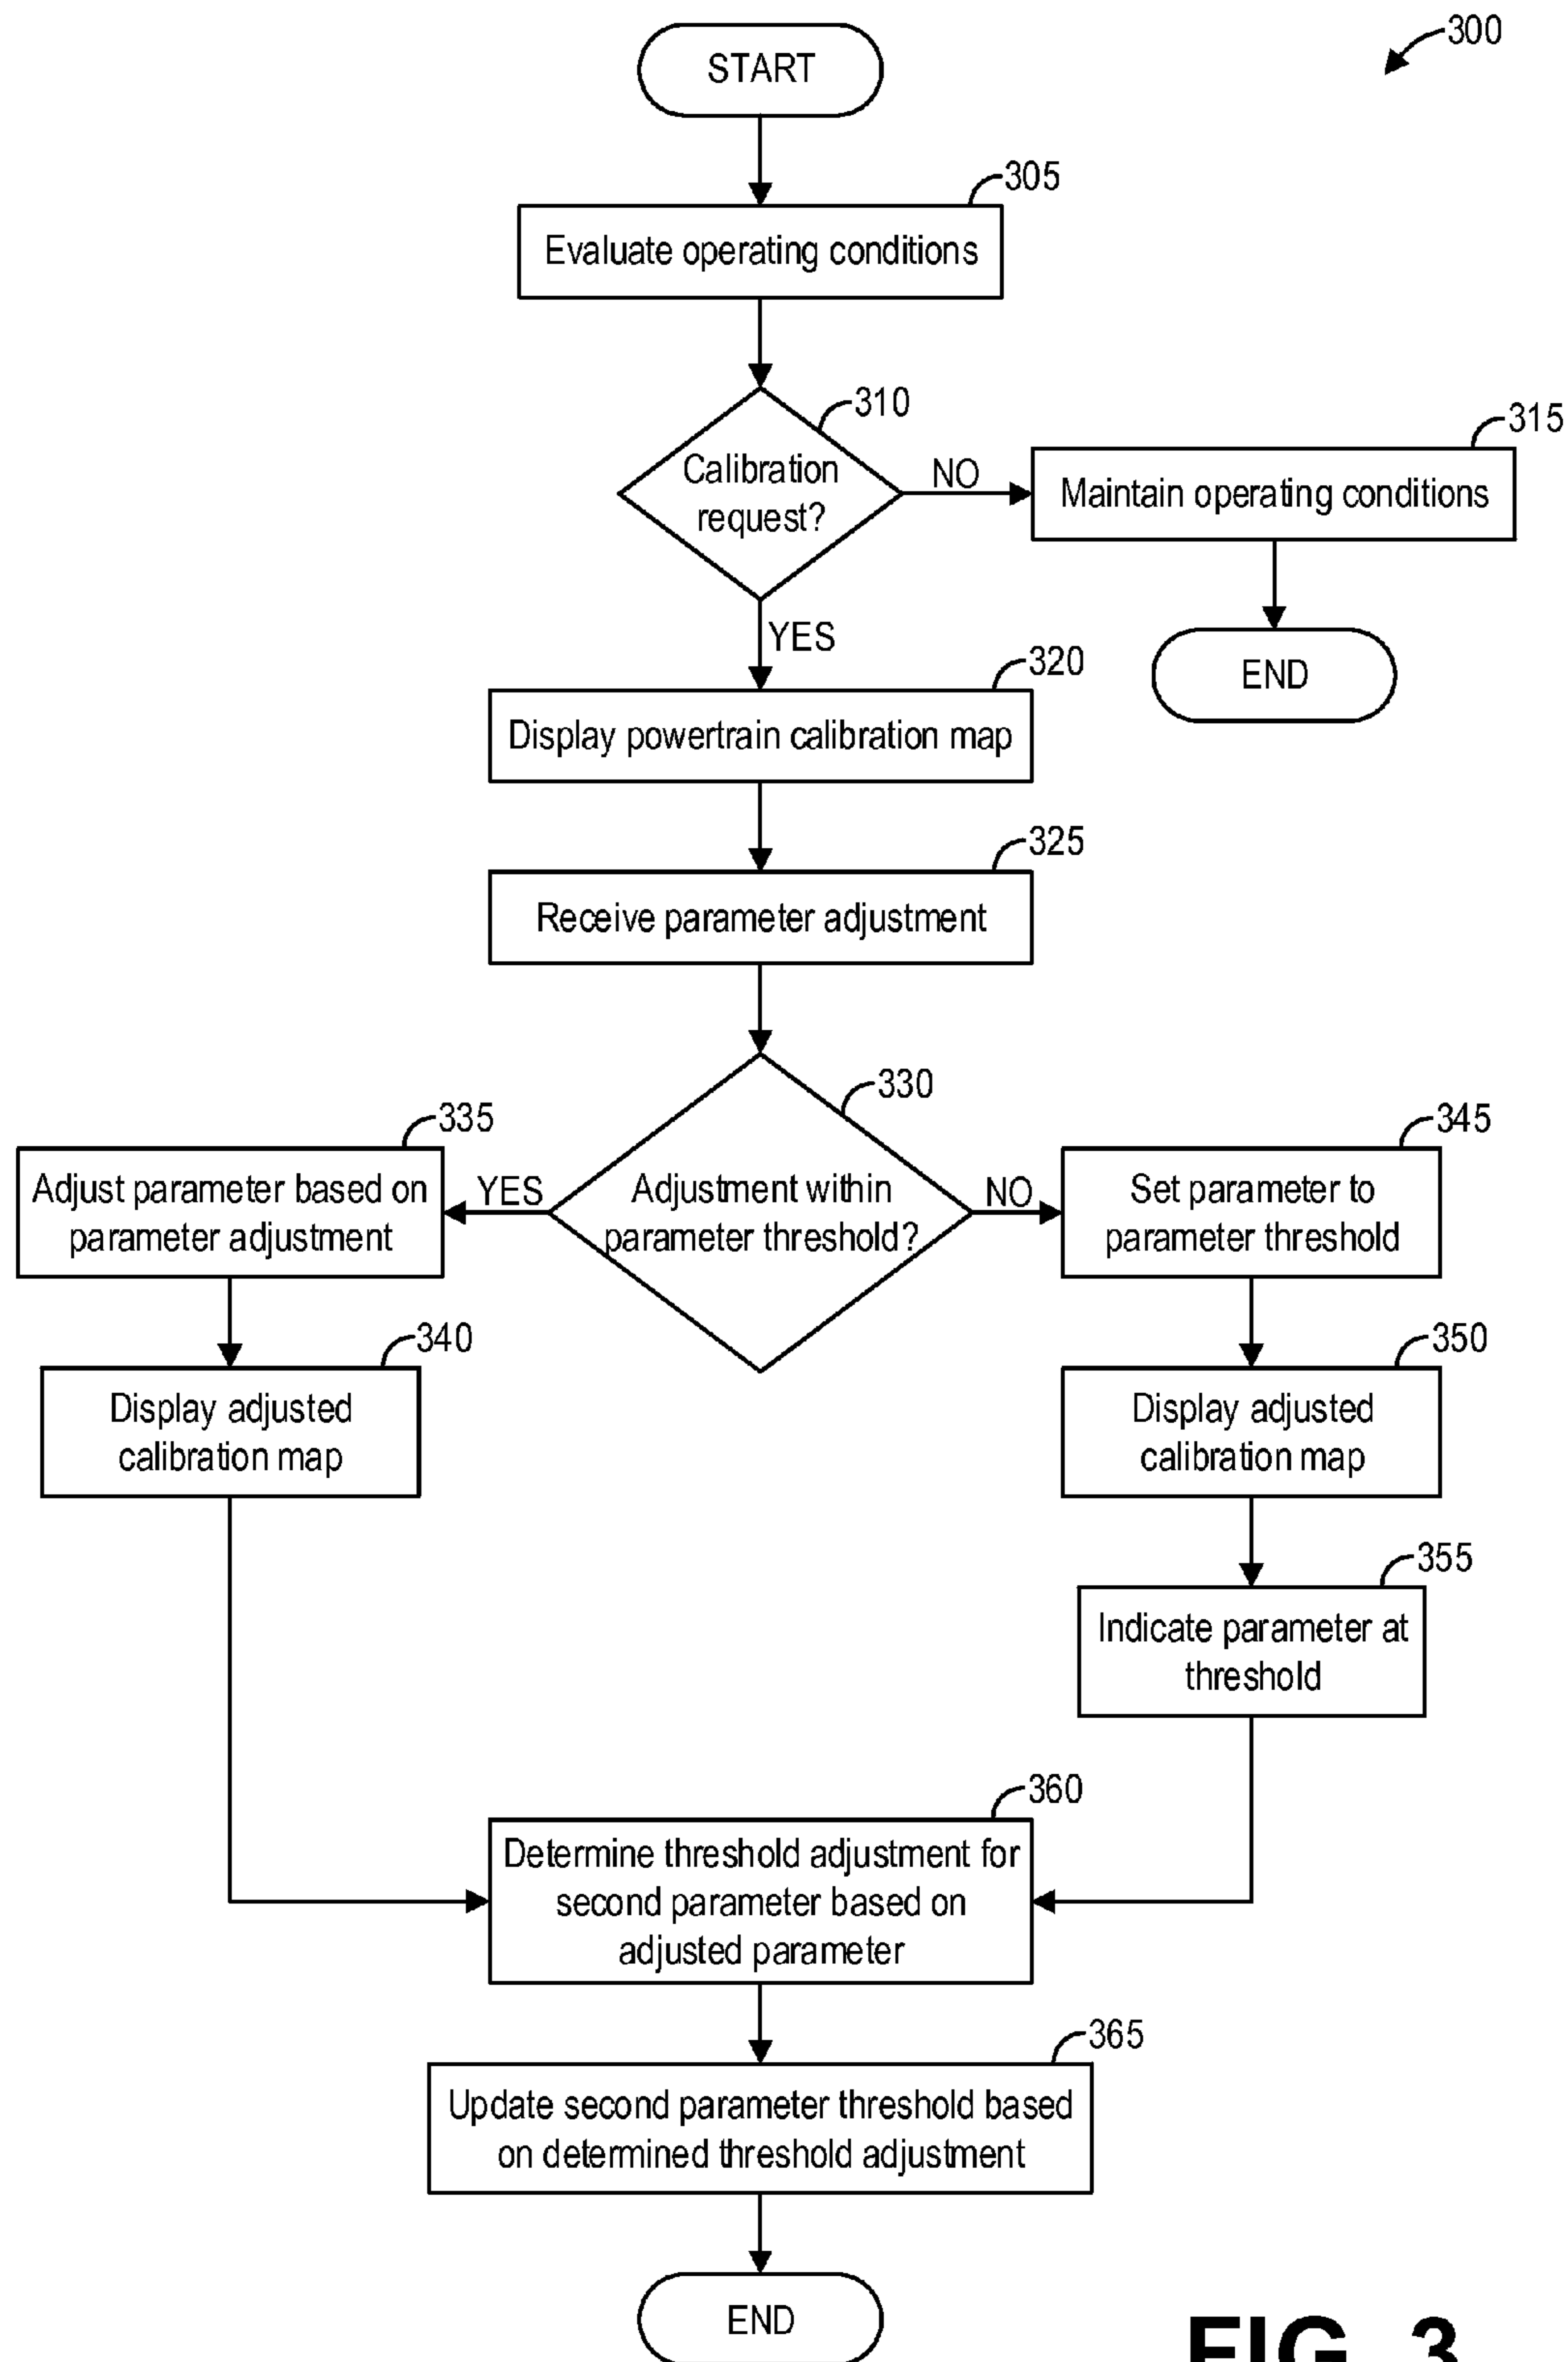 300
START
305
Evaluate operating conditions
310
Calibration
request?
NO
315
Maintain operating conditions
END
YES
320
Display powertrain calibration map
325
Receive parameter adjustment
330
Adjustment within
parameter threshold?
YES
335
Adjust parameter based on
parameter adjustment
340
Display adjusted
calibration map
NO
345
Set parameter to
parameter threshold
350
Display adjusted
calibration map
355
Indicate parameter at
threshold
360
Determine threshold adjustment for
second parameter based on
adjusted parameter
365
Update second parameter threshold based
on determined threshold adjustment
END
FIG. 3